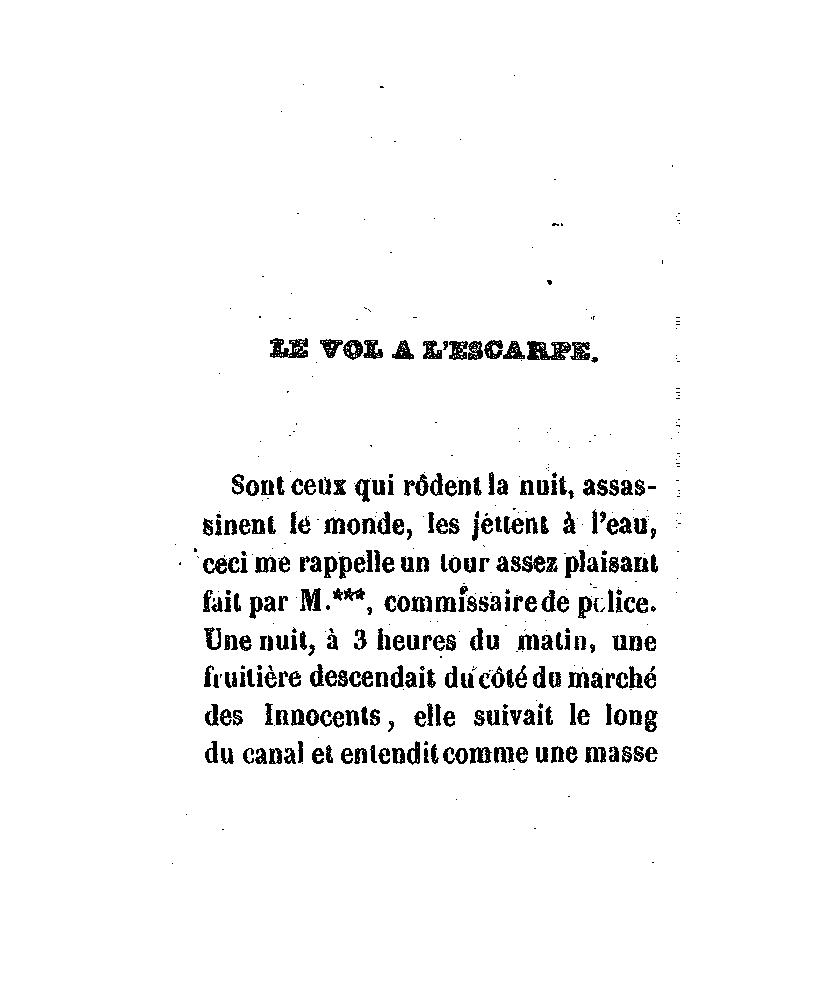 LE VOL A L'ESCARPE.
Sont ceux qui rôdent la nuit, assas-
sinent le monde, les jettent à l'eau,
ceci me rappelle un tour assez plaisant
fait par M.***, commissaire de police.
Une nuit, à 3 heures du matin, une
fruitière descendait du côté du marché
des Innocents, elle suivait le long
du canal et entendit comme une masse